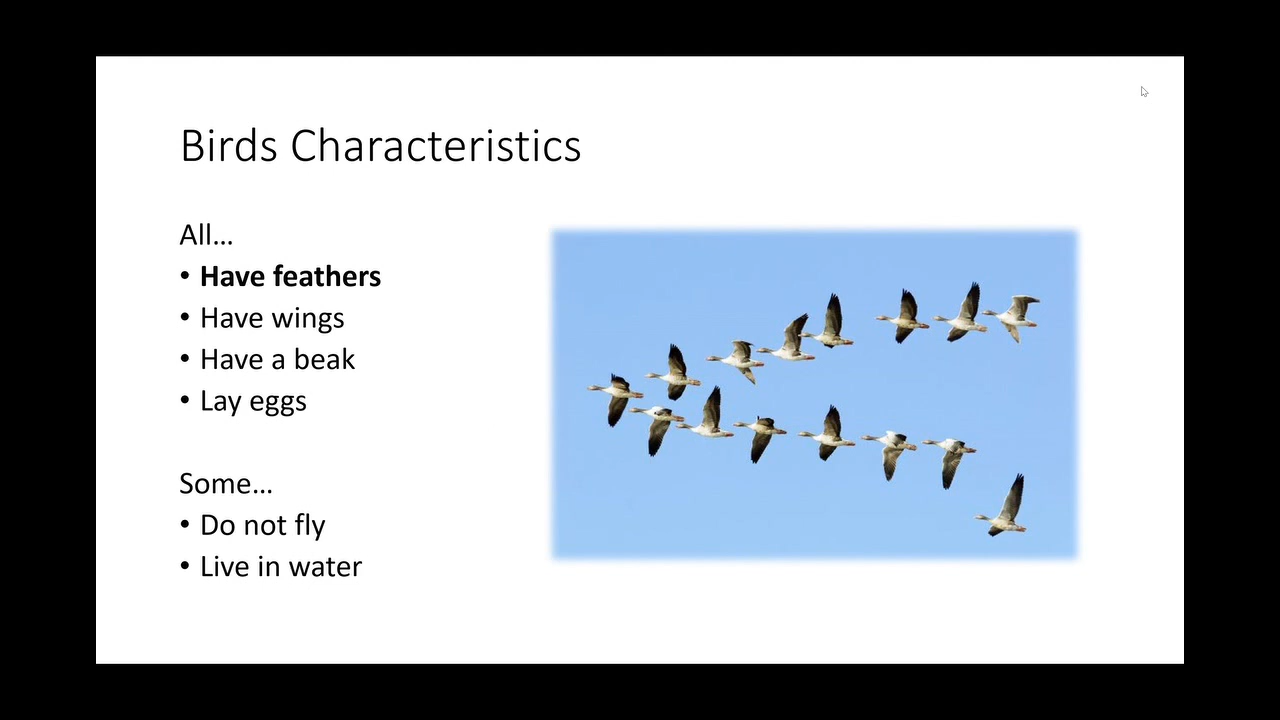 Birds Characteristics
All...
• Have feathers
• Have wings
• Have a beak
• Lay eggs
Some...
• Do not fly
• Live in water